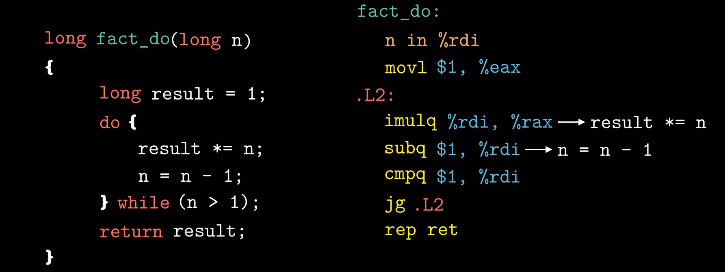 long fact_do(long n)
{
long result = 1;
do {
result *= n;
n = n - 1;
} while (n > 1);
return result;
}
fact_do:
n in %rdi
movl $1, %eax
.L2:
imulq %rdi, %rax → result *= n
subq $1, %rdi → n = n - 1
cmpq $1, %rdi
jg .L2
rep ret